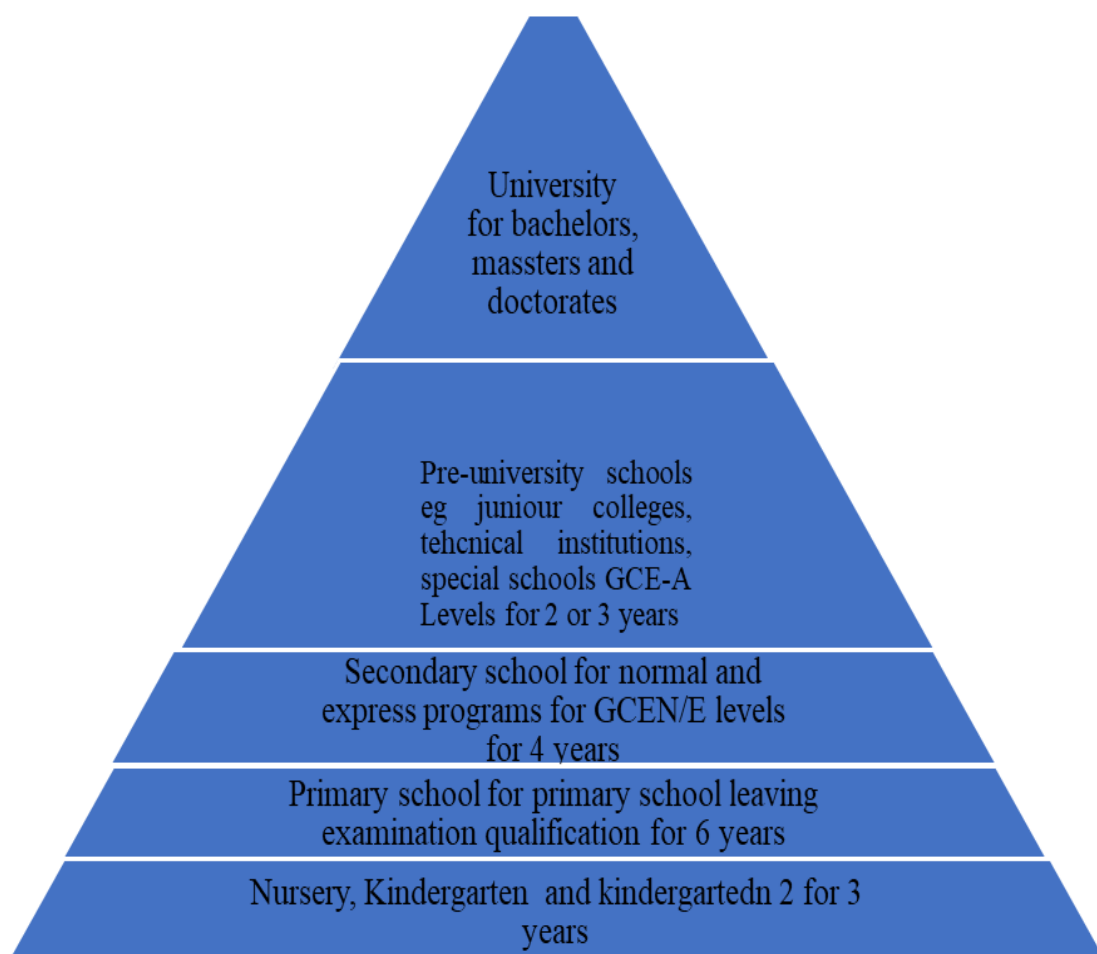 University
for bachelors,
massters and
doctorates
Pre-university schools
eg juniour colleges,
tehcnical institutions,
special schools GCE-A
Levels for 2 or 3 years
Secondary school for normal and
express programs for GCEN/E levels
for 4 years
Primary school for primary school leaving
examination qualification for 6 years
Nursery, Kindergarten and kindergartedn 2 for 3
years